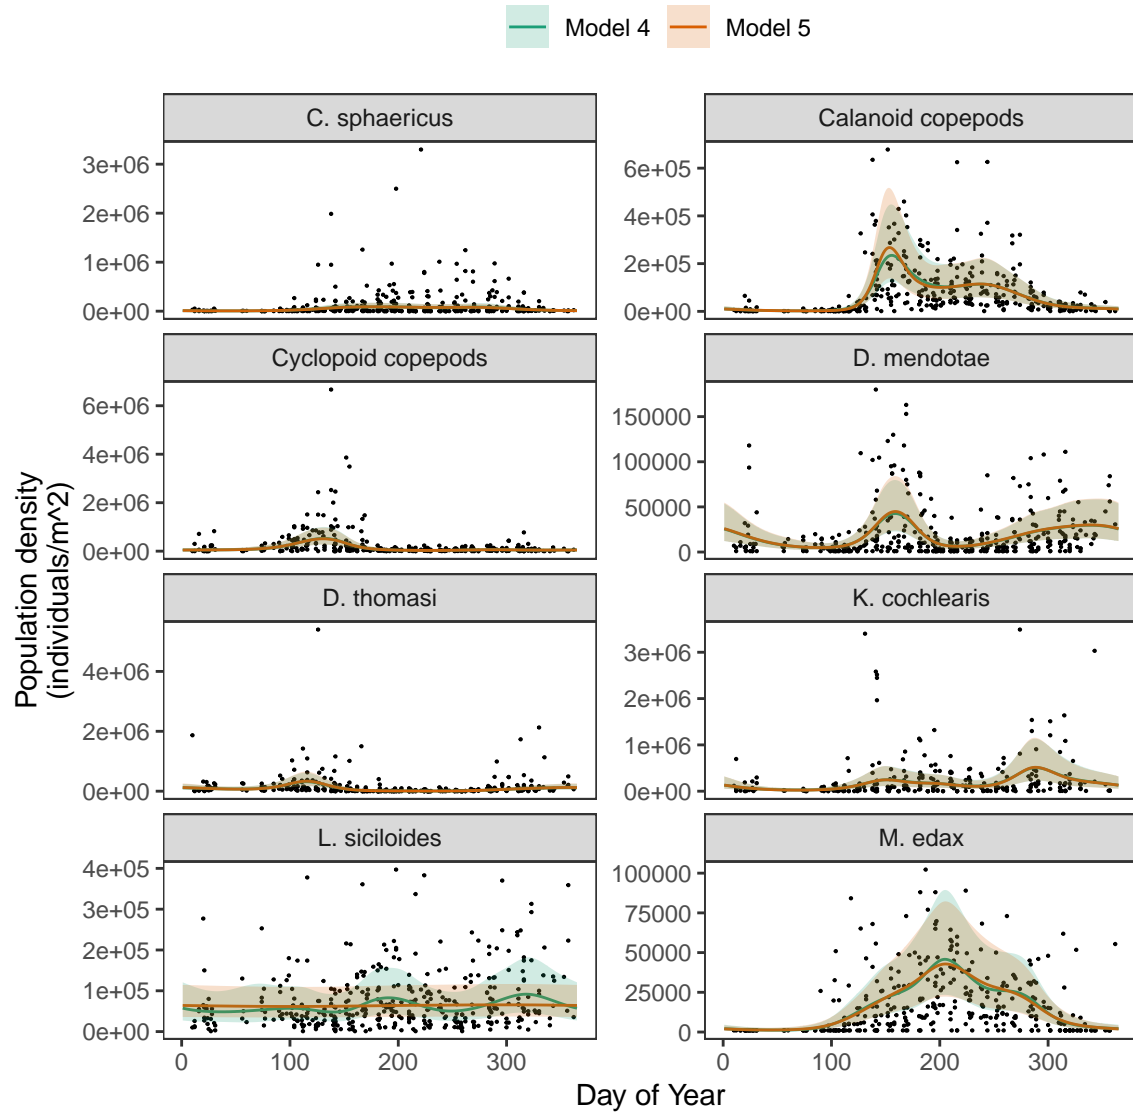 Model 4 Model 5
C. sphaericus Calanoid copepods
3e+06
2e+06
1e+06
0e+00
6e+05
4e+05
2e+05
0e+00
Cyclopoid copepods D. mendotae
6e+06
4e+06
2e+06
0e+00
150000
100000
50000
0
D. thomasi K. cochlearis
4e+06
2e+06
0e+00
3e+06
2e+06
1e+06
0e+00
L. siciloides M. edax
4e+05
3e+05
2e+05
1e+05
0e+00
100000
75000
50000
25000
0
0 100 200 300 0 100 200 300
Population density
(individuals/m^2)
Day of Year